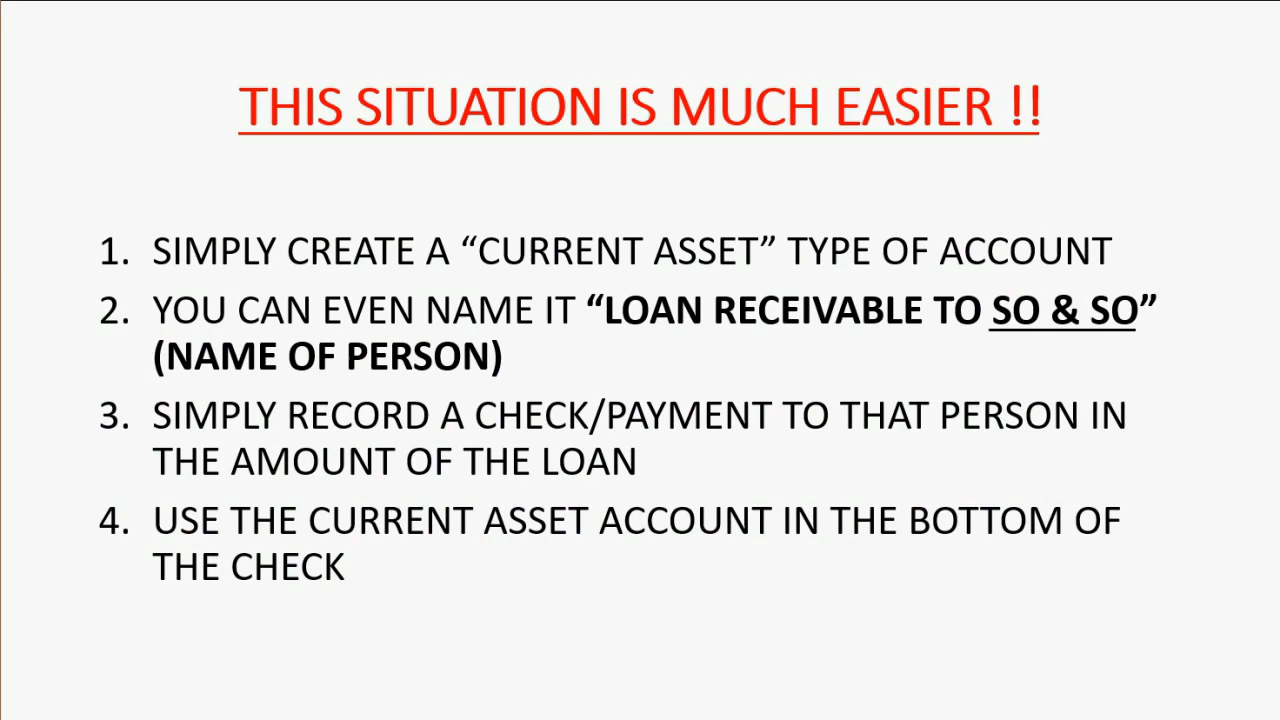 THIS SITUATION IS MUCH EASIER !!
1. SIMPLY CREATE A “CURRENT ASSET” TYPE OF ACCOUNT
2. YOU CAN EVEN NAME IT “LOAN RECEIVABLE TO SO & SO”
(NAME OF PERSON)
3. SIMPLY RECORD A CHECK/PAYMENT TO THAT PERSON IN
THE AMOUNT OF THE LOAN
4. USE THE CURRENT ASSET ACCOUNT IN THE BOTTOM OF
THE CHECK